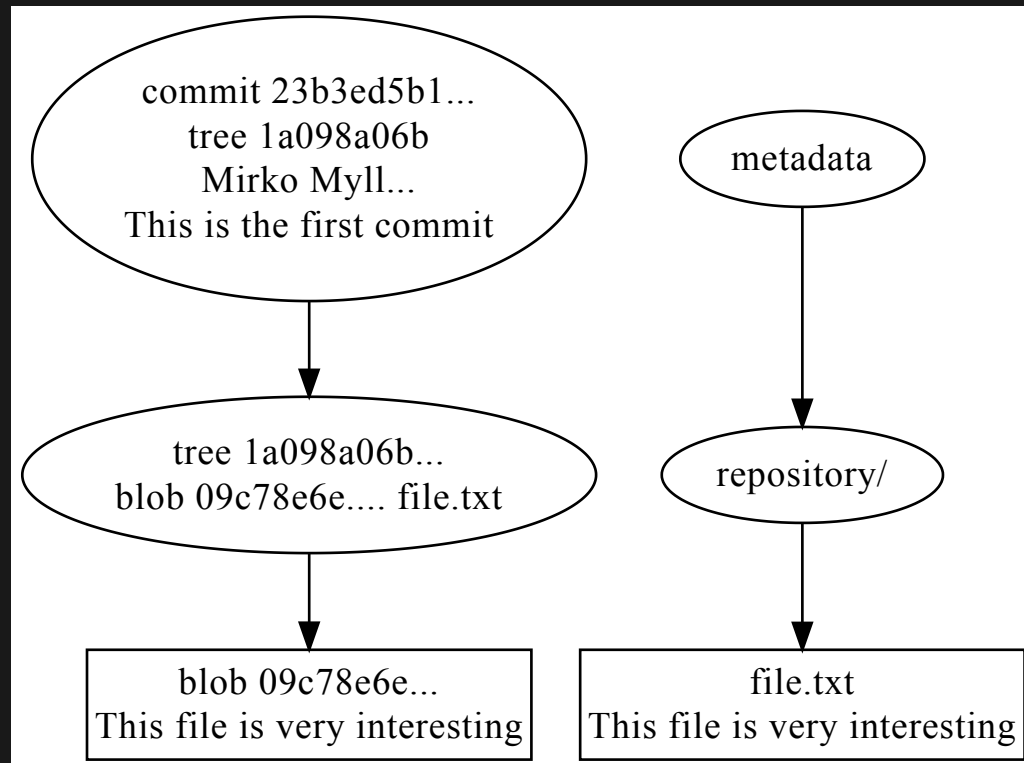 commit 23b3ed5b1...
tree 1a098a06b
Mirko Myll...
This is the first commit
metadata
tree 1a098a06b...
blob 09c78e6e.... file.txt
repository/
blob 09c78e6e...
This file is very interesting
file.txt
This file is very interesting